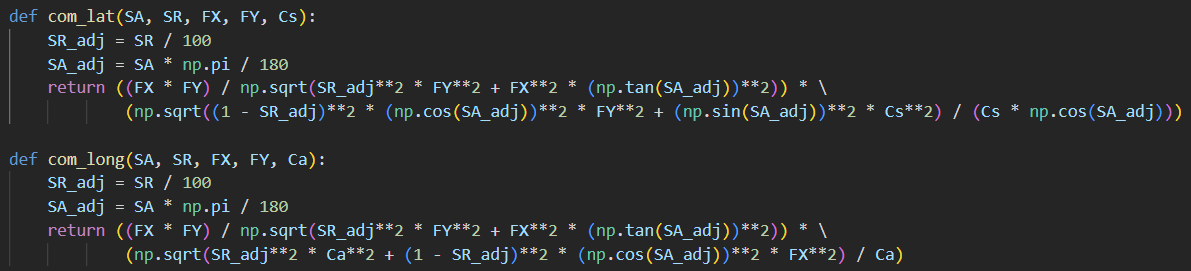 def com_lat(SA, SR, FX, FY, Cs):
    SR_adj = SR / 100
    SA_adj = SA * np.pi / 180
    return ((FX * FY) / np.sqrt(SR_adj**2 * FY**2 + FX**2 * (np.tan(SA_adj))**2)) * \
            (np.sqrt((1 - SR_adj)**2 * (np.cos(SA_adj))**2 * FY**2 + (np.sin(SA_adj))**2 * Cs**2) / (Cs * np.cos(SA_adj)))

def com_long(SA, SR, FX, FY, Ca):
    SR_adj = SR / 100
    SA_adj = SA * np.pi / 180
    return ((FX * FY) / np.sqrt(SR_adj**2 * FY**2 + FX**2 * (np.tan(SA_adj))**2)) * \
            (np.sqrt(SR_adj**2 * Ca**2 + (1 - SR_adj)**2 * (np.cos(SA_adj))**2 * FX**2) / Ca)